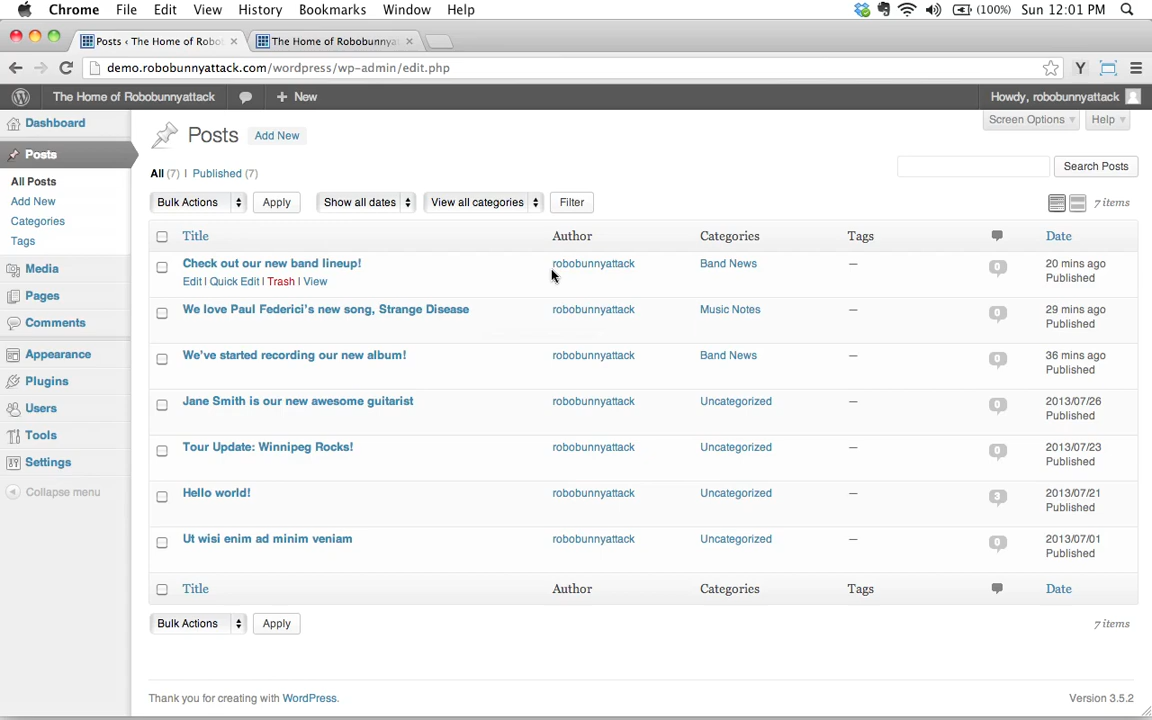 Chrome File Edit View History Bookmarks Window Help (100%) Sun 12:01 PM
Posts ‹ The Home of Robo The Home of Robobunnya
demo.robobunnyattack.com/wordpress/wp-admin/edit.php
The Home of Robobunnyattack + New Howdy, robobunnyattack
Dashboard
Posts
All Posts
Add New
Categories
Tags
Media
Pages
Comments
Appearance
Plugins
Users
Tools
Settings
Collapse menu
Screen Options Help
Posts Add New
All (7) | Published (7)
Search Posts
Bulk Actions Apply Show all dates View all categories Filter 7 items
Title Author Categories Tags Date
Check out our new band lineup! robobunnyattack Band News — 0 20 mins ago
Edit | Quick Edit | Trash | View Published
We love Paul Federici's new song, Strange Disease robobunnyattack Music Notes — 0 29 mins ago
Published
We've started recording our new album! robobunnyattack Band News — 0 36 mins ago
Published
Jane Smith is our new awesome guitarist robobunnyattack Uncategorized — 0 2013/07/26
Published
Tour Update: Winnipeg Rocks! robobunnyattack Uncategorized — 0 2013/07/23
Published
Hello world! robobunnyattack Uncategorized — 3 2013/07/21
Published
Ut wisi enim ad minim veniam robobunnyattack Uncategorized — 0 2013/07/01
Published
Title Author Categories Tags Date
Bulk Actions Apply 7 items
Thank you for creating with WordPress. Version 3.5.2